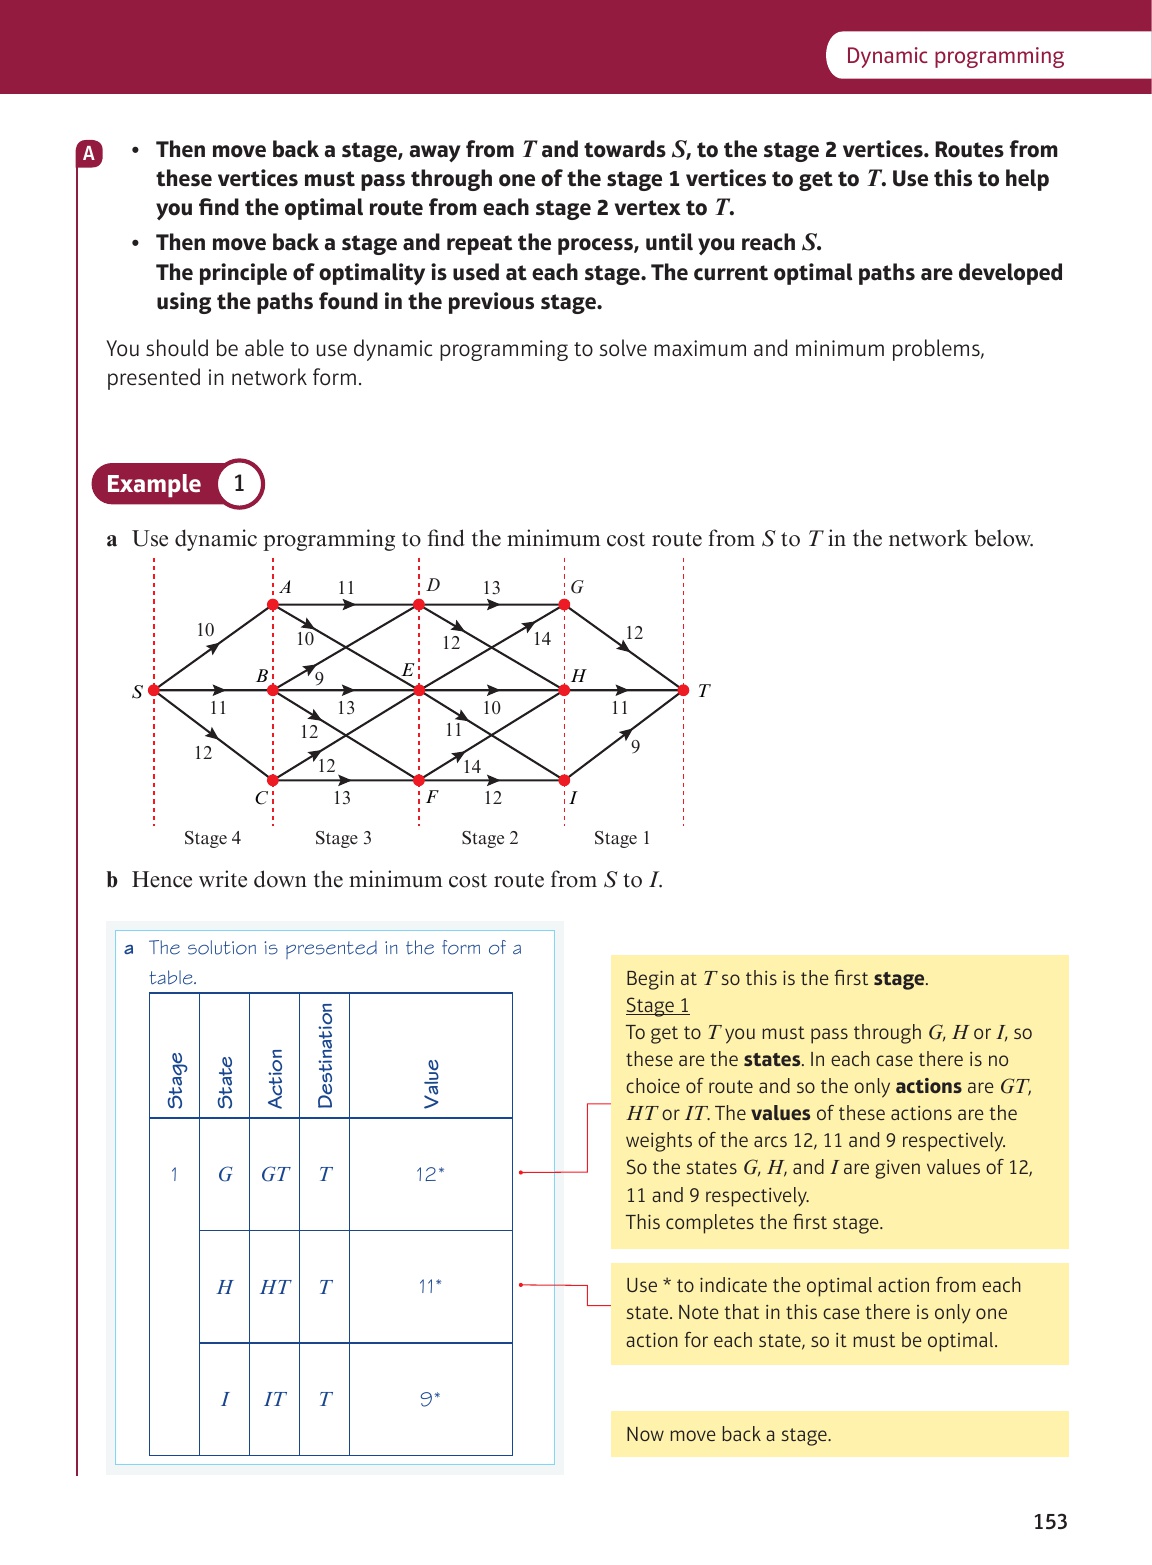 Dynamic programming
A
• Then move back a stage, away from T and towards S, to the stage 2 vertices. Routes from
these vertices must pass through one of the stage 1 vertices to get to T. Use this to help
you find the optimal route from each stage 2 vertex to T.
• Then move back a stage and repeat the process, until you reach S.
The principle of optimality is used at each stage. The current optimal paths are developed
using the paths found in the previous stage.
You should be able to use dynamic programming to solve maximum and minimum problems,
presented in network form.
Example 1
a Use dynamic programming to find the minimum cost route from S to T in the network below.
A 11 D 13 G
10 10 12 14 12
B 9 E H
S T
11 13 10 11
12 12 11 9
12 14
C 13 F 12 I
Stage 4 Stage 3 Stage 2 Stage 1
b Hence write down the minimum cost route from S to I.
a The solution is presented in the form of a
table.
Stage State Action Destination Value
1 G GT T 12*
H HT T 11*
I IT T 9*
Begin at T so this is the first stage.
Stage 1
To get to T you must pass through G, H or I, so
these are the states. In each case there is no
choice of route and so the only actions are GT,
HT or IT. The values of these actions are the
weights of the arcs 12, 11 and 9 respectively.
So the states G, H, and I are given values of 12,
11 and 9 respectively.
This completes the first stage.
Use * to indicate the optimal action from each
state. Note that in this case there is only one
action for each state, so it must be optimal.
Now move back a stage.
153